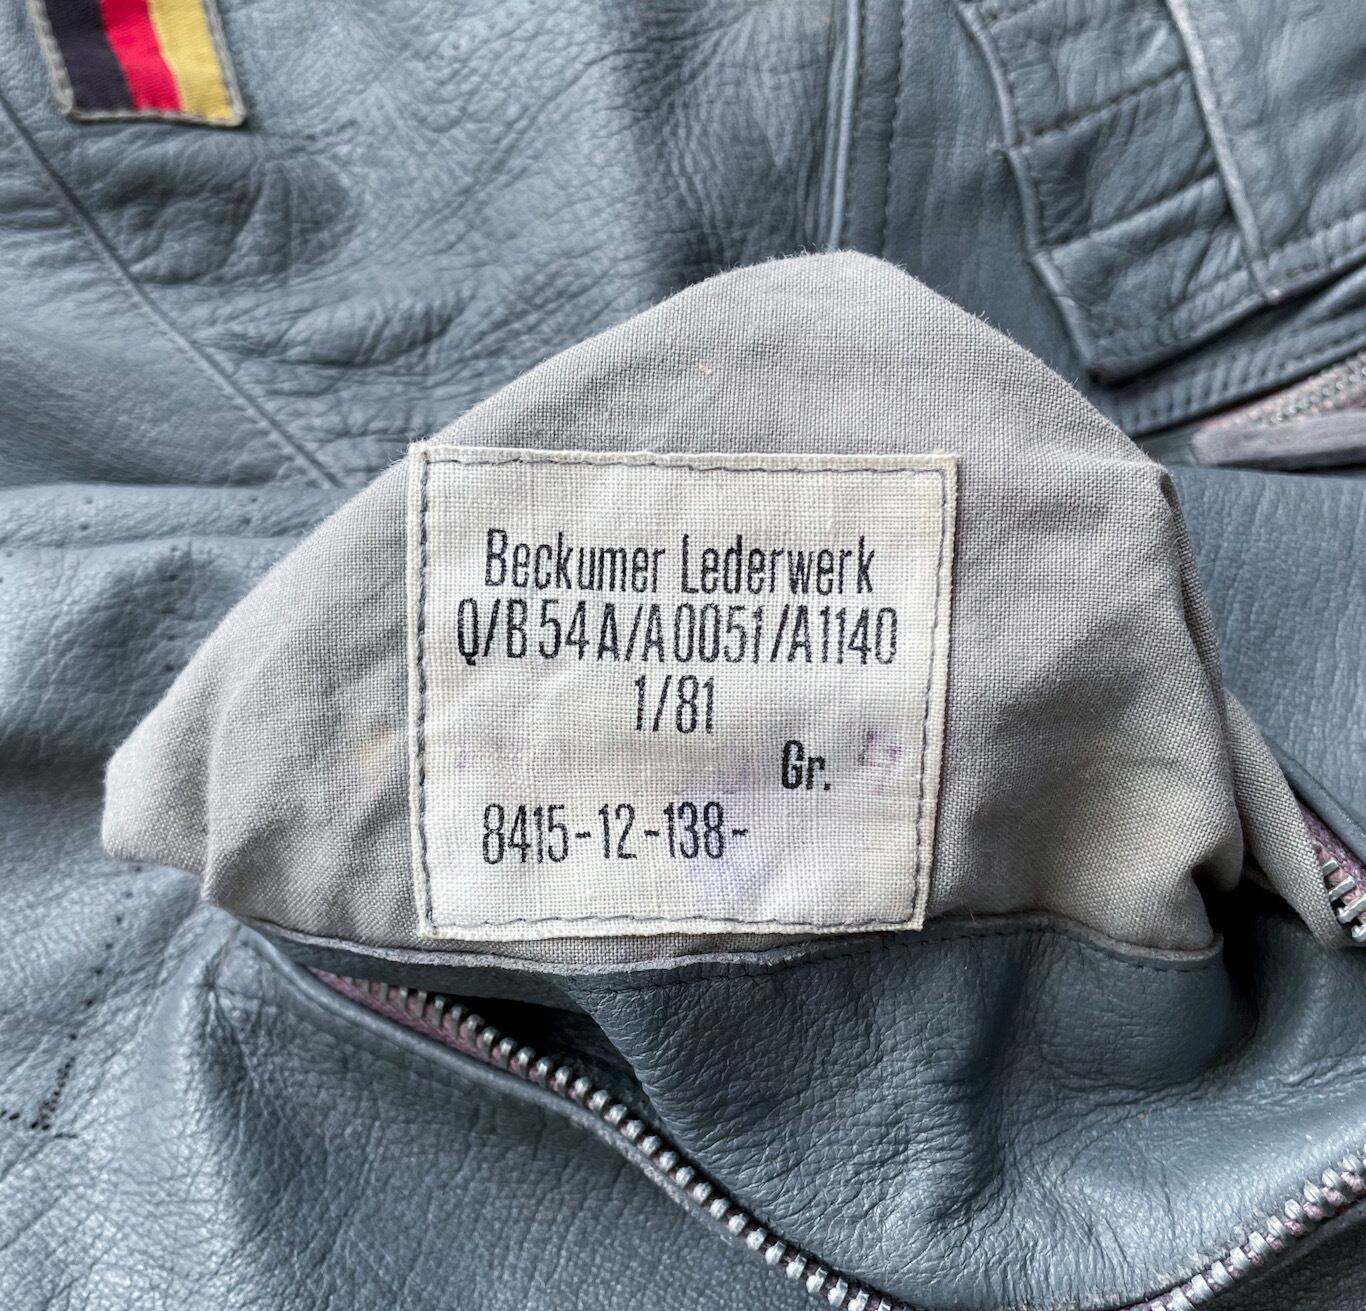 Beckumer Lederwerk
Q/B54A/A0051/A1140
1/81
Gr.
8415-12-138-